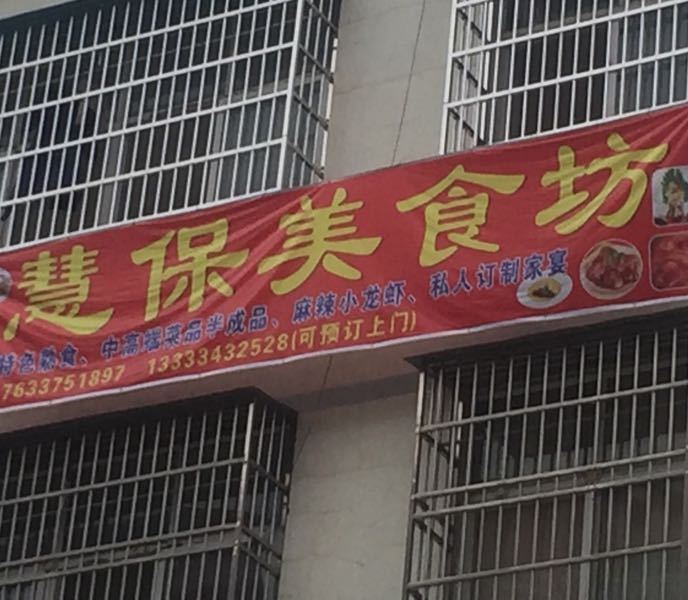 慧保美食坊
特色熟食、中高端菜品半成品、麻辣小龙虾、私人订制家宴
7633751897 13333432528(可预订上门)